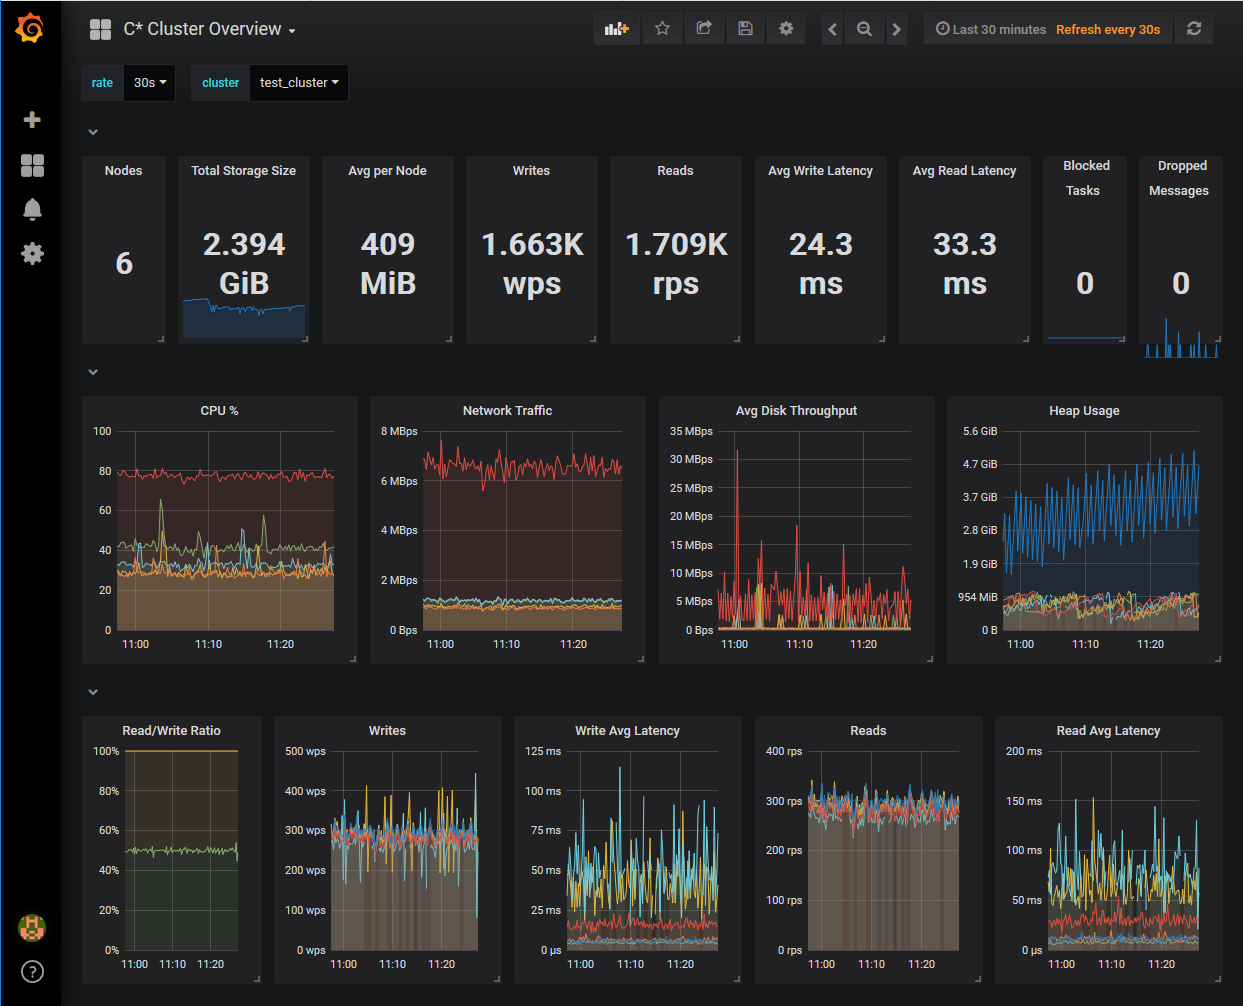 C* Cluster Overview
Last 30 minutes Refresh every 30s
rate 30s cluster test_cluster
Nodes
6
Total Storage Size
2.394
GiB
Avg per Node
409
MiB
Writes
1.663K
wps
Reads
1.709K
rps
Avg Write Latency
24.3
ms
Avg Read Latency
33.3
ms
Blocked
Tasks
0
Dropped
Messages
0
CPU %
100
80
60
40
20
0
11:00 11:10 11:20
Network Traffic
8 MBps
6 MBps
4 MBps
2 MBps
0 Bps
11:00 11:10 11:20
Avg Disk Throughput
35 MBps
30 MBps
25 MBps
20 MBps
15 MBps
10 MBps
5 MBps
0 Bps
11:00 11:10 11:20
Heap Usage
5.6 GiB
4.7 GiB
3.7 GiB
2.8 GiB
1.9 GiB
954 MiB
0 B
11:00 11:10 11:20
Read/Write Ratio
100%
80%
60%
40%
20%
0%
11:00 11:10 11:20
Writes
500 wps
400 wps
300 wps
200 wps
100 wps
0 wps
11:00 11:10 11:20
Write Avg Latency
125 ms
100 ms
75 ms
50 ms
25 ms
0 µs
11:00 11:10 11:20
Reads
400 rps
300 rps
200 rps
100 rps
0 rps
11:00 11:10 11:20
Read Avg Latency
200 ms
150 ms
100 ms
50 ms
0 µs
11:00 11:10 11:20